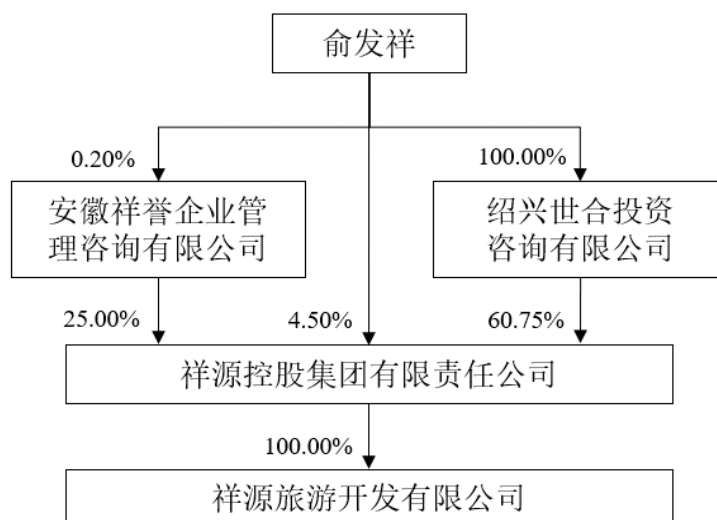 俞发祥
0.20%
100.00%
安徽祥誉企业管
理咨询有限公司
绍兴世合投资
咨询有限公司
25.00%
4.50%
60.75%
祥源控股集团有限责任公司
100.00%
祥源旅游开发有限公司